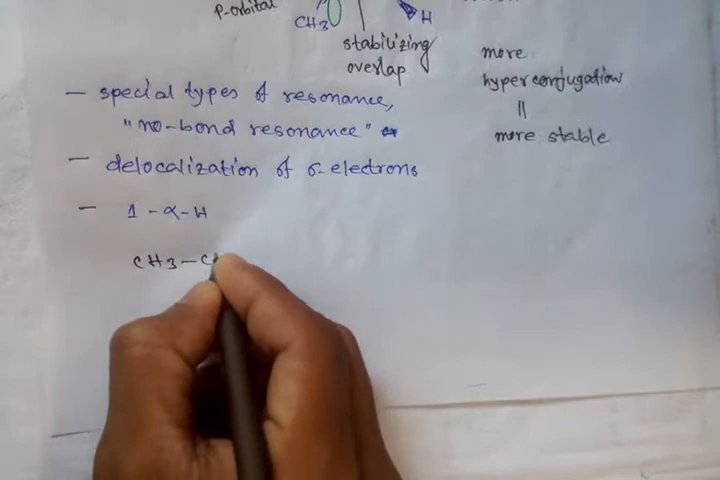 P-orbital
CH3
H
stabilizing
overlap
more
hyperconjugation
=
more stable
- special types of resonance,
"no-bond resonance"
- delocalization of σ-electrons
- 1-α-H
CH3-C